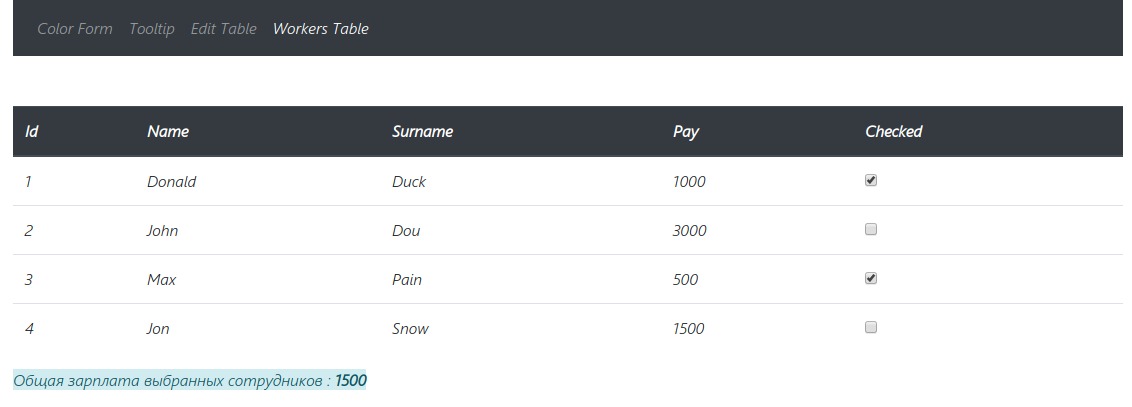 Color Form Tooltip Edit Table Workers Table
Id Name Surname Pay Checked
1 Donald Duck 1000
2 John Dou 3000
3 Max Pain 500
4 Jon Snow 1500
Общая зарплата выбранных сотрудников : 1500